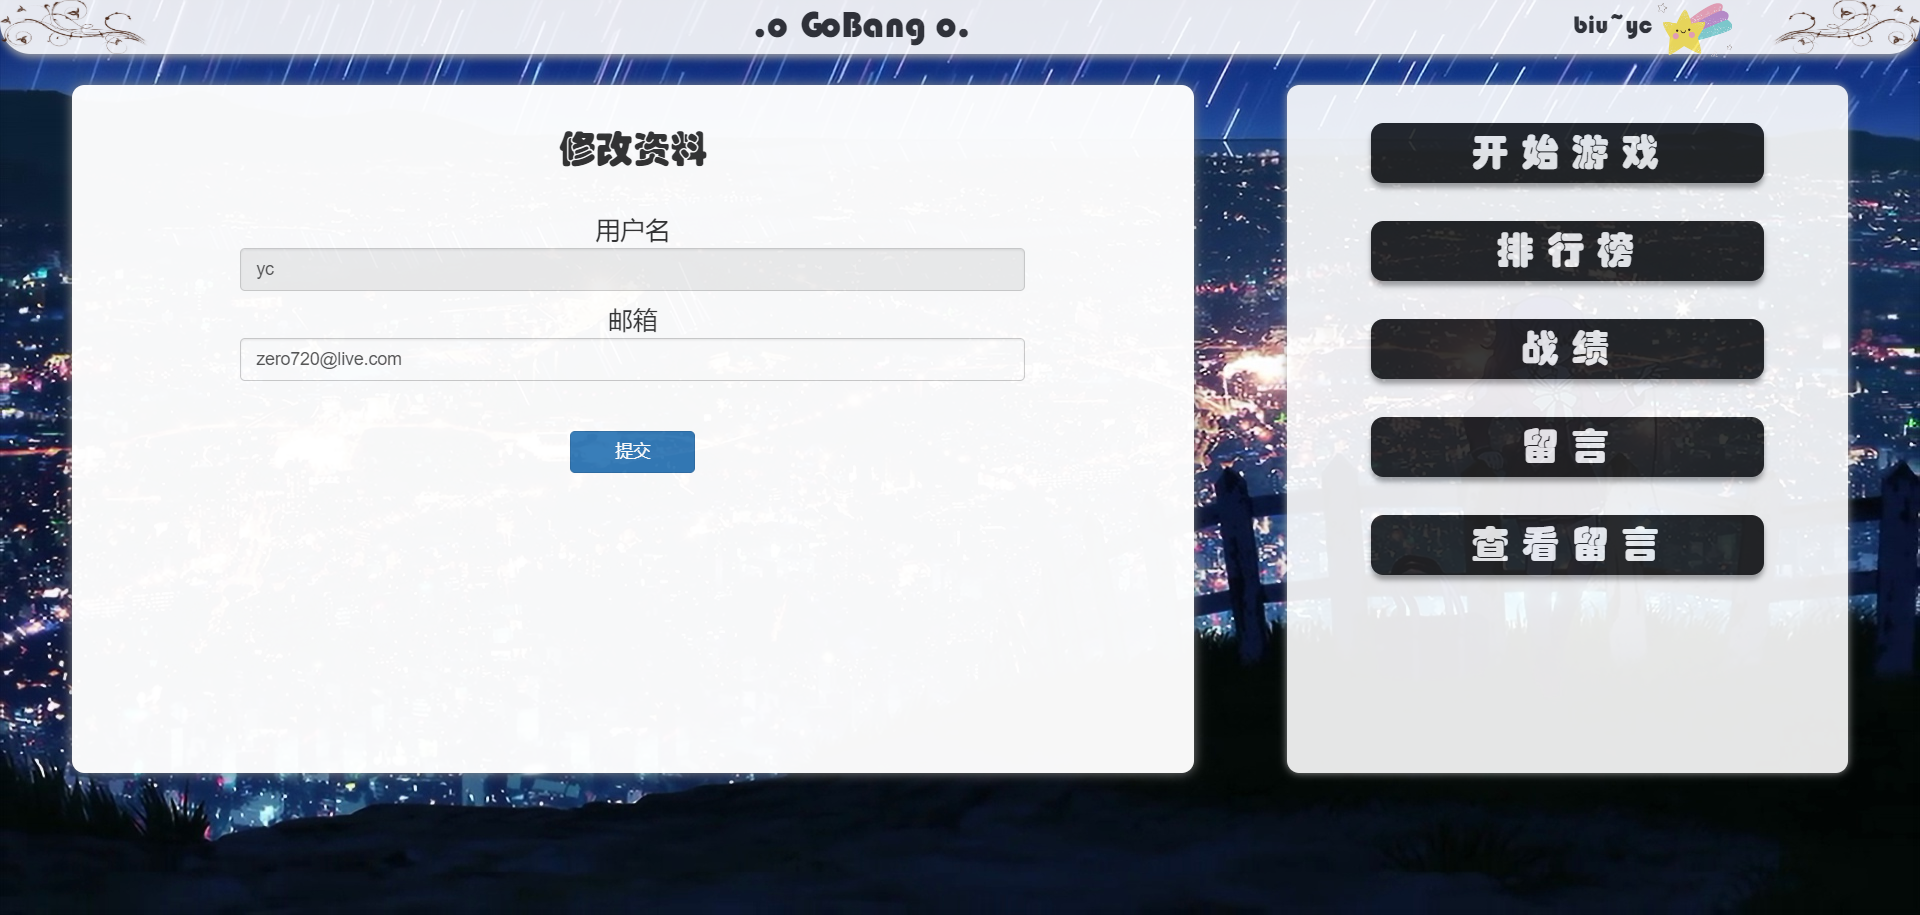 .o GoBang o.
biu~yc
修改资料
用户名
yc
邮箱
zero720@live.com
提交
开始游戏
排行榜
战绩
留言
查看留言